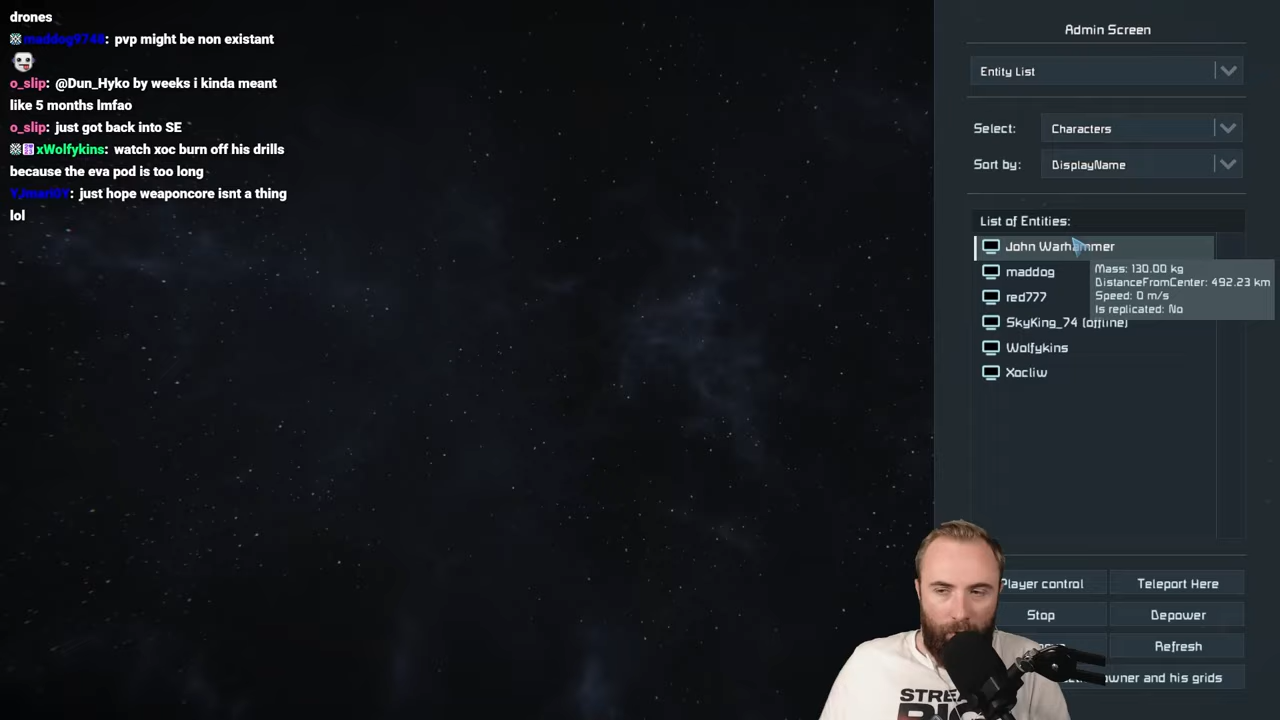 drones
maddog9748: pvp might be non existant
o_slip: @Dun_Hyko by weeks i kinda meant
like 5 months lmfao
o_slip: just got back into SE
xWolfykins: watch xoc burn off his drills
because the eva pod is too long
just hope weaponcore isnt a thing
lol
Admin Screen
Entity List
Select: Characters
Sort by: DisplayName
List of Entities:
John Warhammer
maddog
Mass: 130.00 kg
DistanceFromCenter: 492.23 km
Speed: 0 m/s
Is replicated: No
red777
SkyKing_74 (offline)
Wolfykins
Xocliw
Player control
Teleport Here
Stop
Depower
Refresh
owner and his grids
STREA
BIG